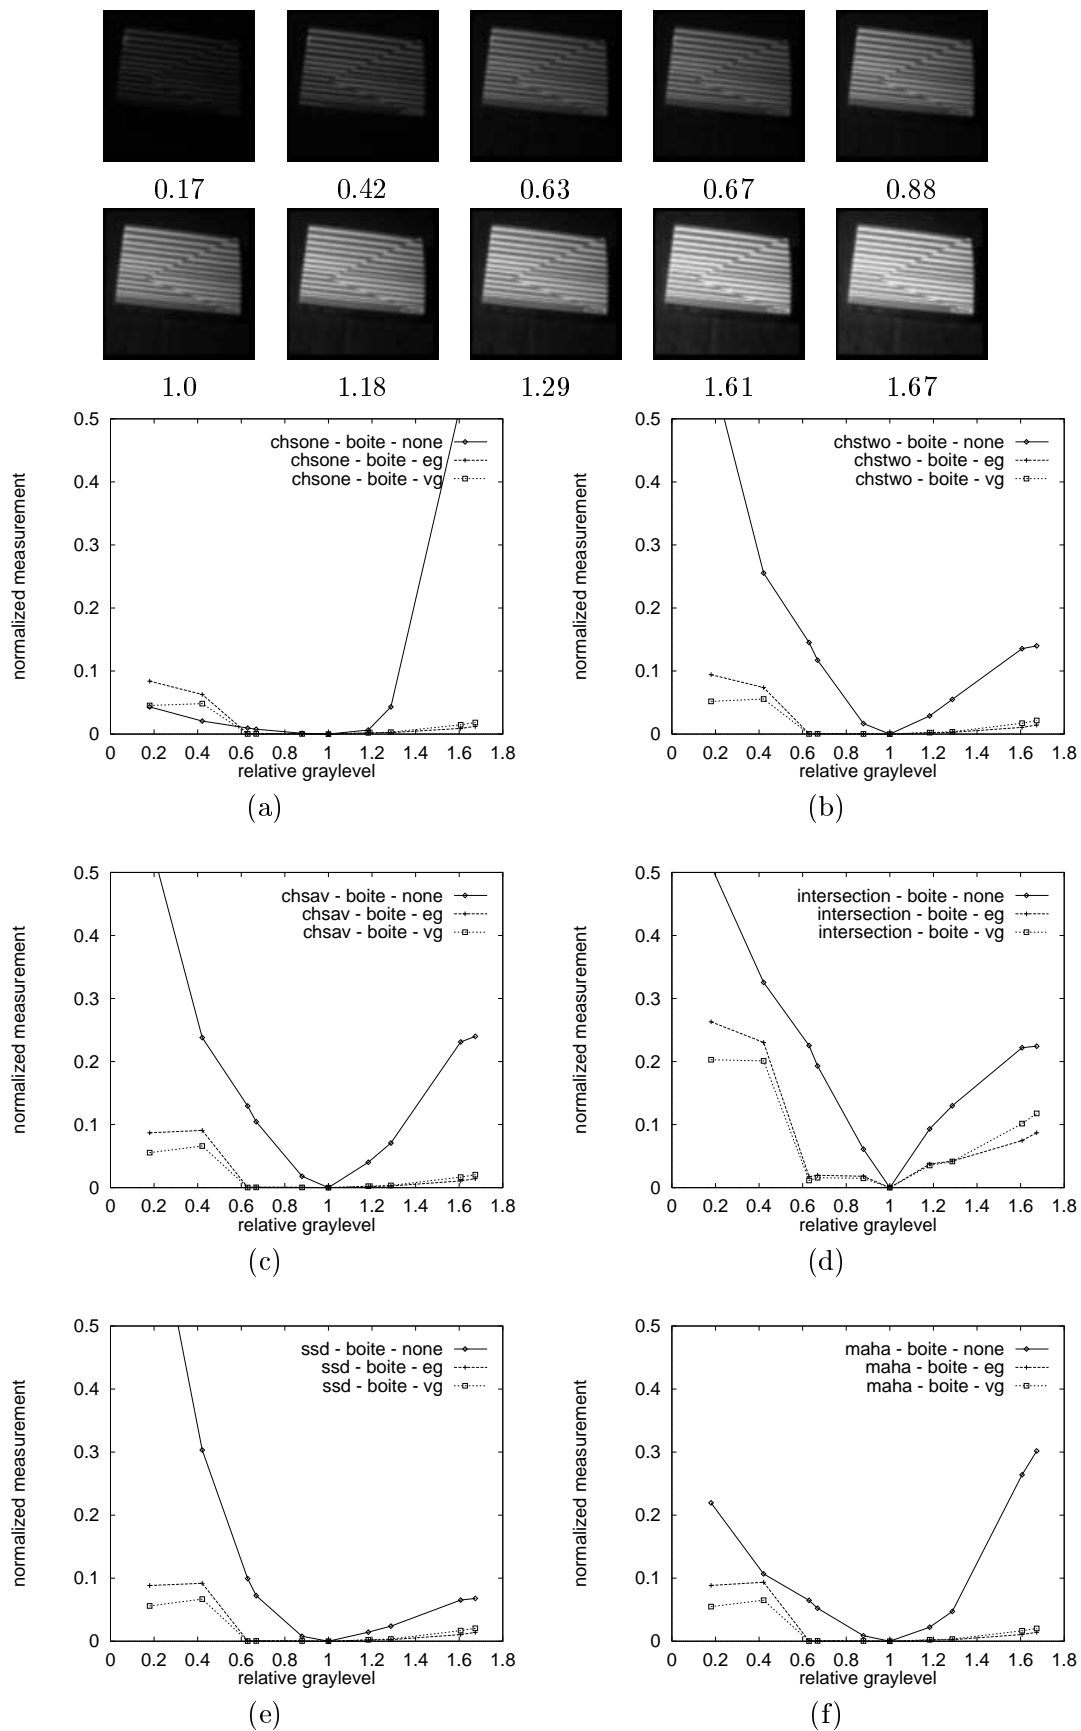 0.17 0.42 0.63 0.67 0.88
1.0 1.18 1.29 1.61 1.67
0.5
0.4
0.3
0.2
0.1
0
normalized measurement
chsone - boite - none
chsone - boite - eg
chsone - boite - vg
0 0.2 0.4 0.6 0.8 1 1.2 1.4 1.6 1.8
relative graylevel
(a)
0.5
0.4
0.3
0.2
0.1
0
normalized measurement
chstwo - boite - none
chstwo - boite - eg
chstwo - boite - vg
0 0.2 0.4 0.6 0.8 1 1.2 1.4 1.6 1.8
relative graylevel
(b)
0.5
0.4
0.3
0.2
0.1
0
normalized measurement
chsav - boite - none
chsav - boite - eg
chsav - boite - vg
0 0.2 0.4 0.6 0.8 1 1.2 1.4 1.6 1.8
relative graylevel
(c)
0.5
0.4
0.3
0.2
0.1
0
normalized measurement
intersection - boite - none
intersection - boite - eg
intersection - boite - vg
0 0.2 0.4 0.6 0.8 1 1.2 1.4 1.6 1.8
relative graylevel
(d)
0.5
0.4
0.3
0.2
0.1
0
normalized measurement
ssd - boite - none
ssd - boite - eg
ssd - boite - vg
0 0.2 0.4 0.6 0.8 1 1.2 1.4 1.6 1.8
relative graylevel
(e)
0.5
0.4
0.3
0.2
0.1
0
normalized measurement
maha - boite - none
maha - boite - eg
maha - boite - vg
0 0.2 0.4 0.6 0.8 1 1.2 1.4 1.6 1.8
relative graylevel
(f)